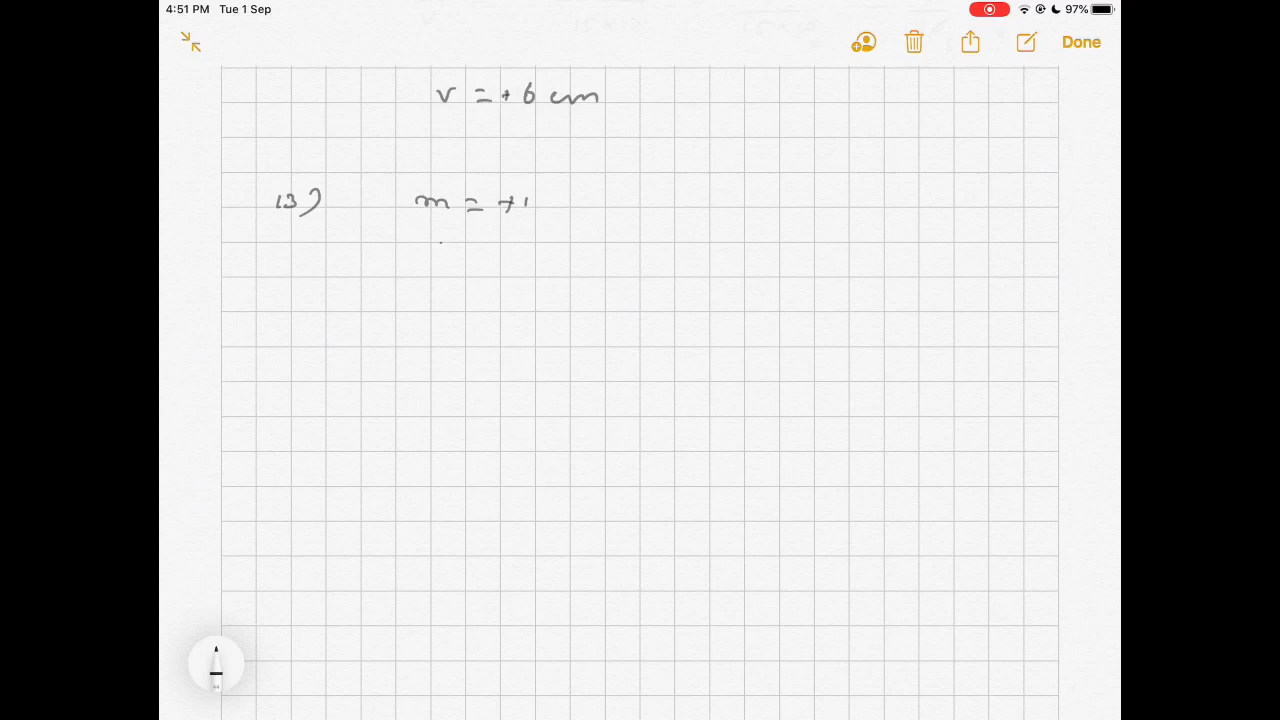 4:51 PM Tue 1 Sep 97%
Done
v = +6 cm
13) m = +1